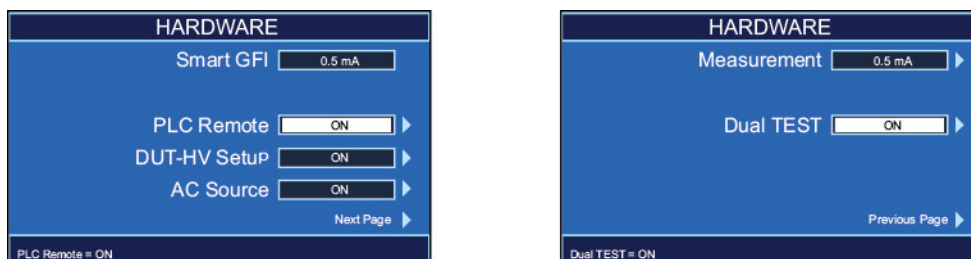 HARDWARE
Smart GFI 0.5 mA
PLC Remote ON
DUT-HV Setup ON
AC Source ON
Next Page
PLC Remote = ON
HARDWARE
Measurement 0.5 mA
Dual TEST ON
Previous Page
Dual TEST = ON